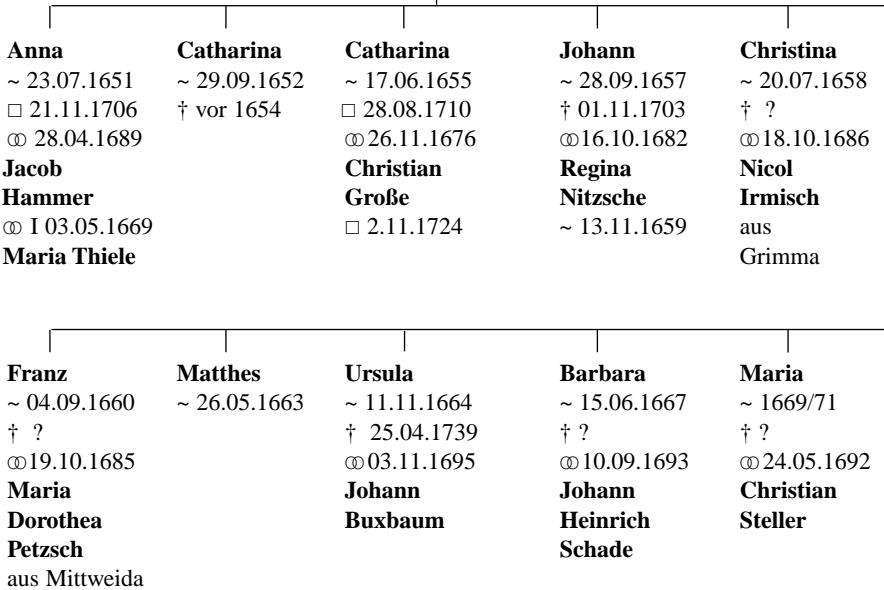 Anna
~ 23.07.1651
□ 21.11.1706
⚭ 28.04.1689
Jacob
Hammer
⚭ I 03.05.1669
Maria Thiele
Catharina
~ 29.09.1652
† vor 1654
Catharina
~ 17.06.1655
□ 28.08.1710
⚭ 26.11.1676
Christian
Große
□ 2.11.1724
Johann
~ 28.09.1657
† 01.11.1703
⚭ 16.10.1682
Regina
Nitzsche
~ 13.11.1659
Christina
~ 20.07.1658
† ?
⚭ 18.10.1686
Nicol
Irmisch
aus
Grimma
Franz
~ 04.09.1660
† ?
⚭ 19.10.1685
Maria
Dorothea
Petzsch
aus Mittweida
Matthes
~ 26.05.1663
Ursula
~ 11.11.1664
† 25.04.1739
⚭ 03.11.1695
Johann
Buxbaum
Barbara
~ 15.06.1667
† ?
⚭ 10.09.1693
Johann
Heinrich
Schade
Maria
~ 1669/71
† ?
⚭ 24.05.1692
Christian
Steller